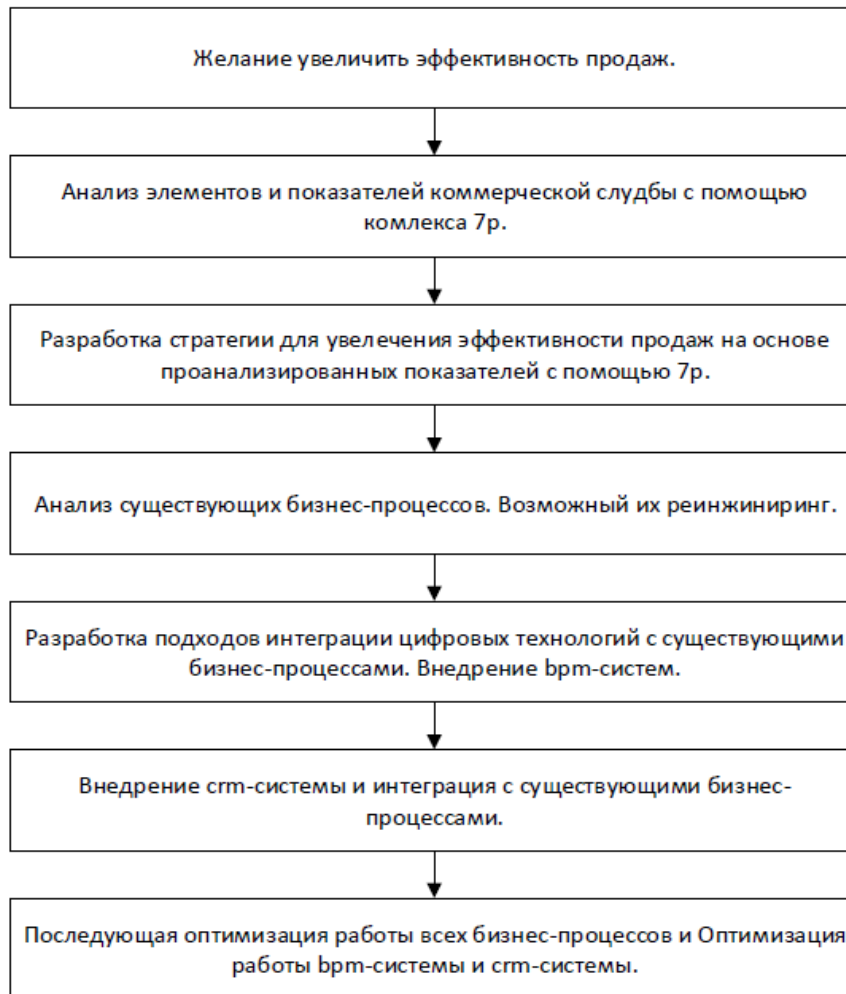 Желание увеличить эффективность продаж.
Анализ элементов и показателей коммерческой слудбы с помощью
комлекса 7р.
Разработка стратегии для увелечения эффективности продаж на основе
проанализированных показателей с помощью 7р.
Анализ существующих бизнес-процессов. Возможный их реинжиниринг.
Разработка подходов интеграции цифровых технологий с существующими
бизнес-процессами. Внедрение bpm-систем.
Внедрение crm-системы и интеграция с существующими бизнес-
процессами.
Последующая оптимизация работы всех бизнес-процессов и Оптимизация
работы bpm-системы и crm-системы.